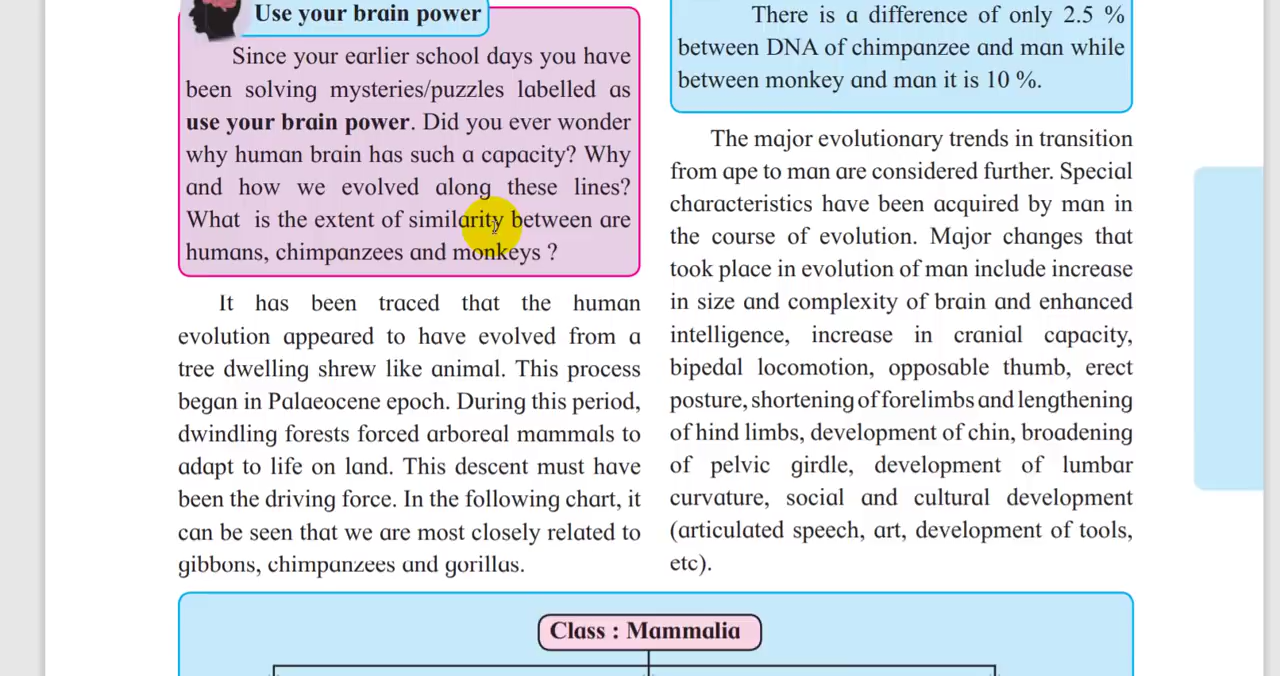 Use your brain power
Since your earlier school days you have
been solving mysteries/puzzles labelled as
use your brain power. Did you ever wonder
why human brain has such a capacity? Why
and how we evolved along these lines?
What is the extent of similarity between are
humans, chimpanzees and monkeys ?
It has been traced that the human
evolution appeared to have evolved from a
tree dwelling shrew like animal. This process
began in Palaeocene epoch. During this period,
dwindling forests forced arboreal mammals to
adapt to life on land. This descent must have
been the driving force. In the following chart, it
can be seen that we are most closely related to
gibbons, chimpanzees and gorillas.
There is a difference of only 2.5 %
between DNA of chimpanzee and man while
between monkey and man it is 10 %.
The major evolutionary trends in transition
from ape to man are considered further. Special
characteristics have been acquired by man in
the course of evolution. Major changes that
took place in evolution of man include increase
in size and complexity of brain and enhanced
intelligence, increase in cranial capacity,
bipedal locomotion, opposable thumb, erect
posture, shortening of forelimbs and lengthening
of hind limbs, development of chin, broadening
of pelvic girdle, development of lumbar
curvature, social and cultural development
(articulated speech, art, development of tools,
etc).
Class : Mammalia